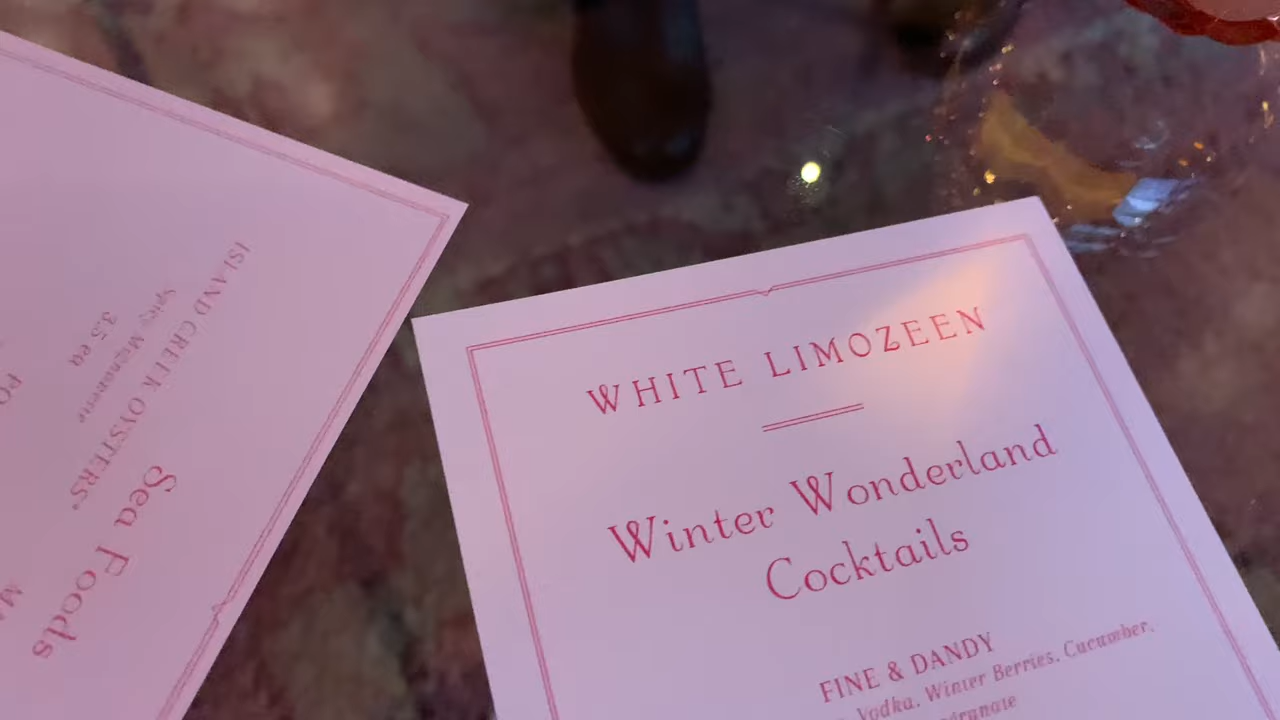 WHITE LIMOZEEN
Winter Wonderland
Cocktails
FINE & DANDY
Vodka, Winter Berries, Cucumber,
Sea Foods
ISLAND CREEK OYSTERS*
Spicy Mignonette
3.5 ea
PO